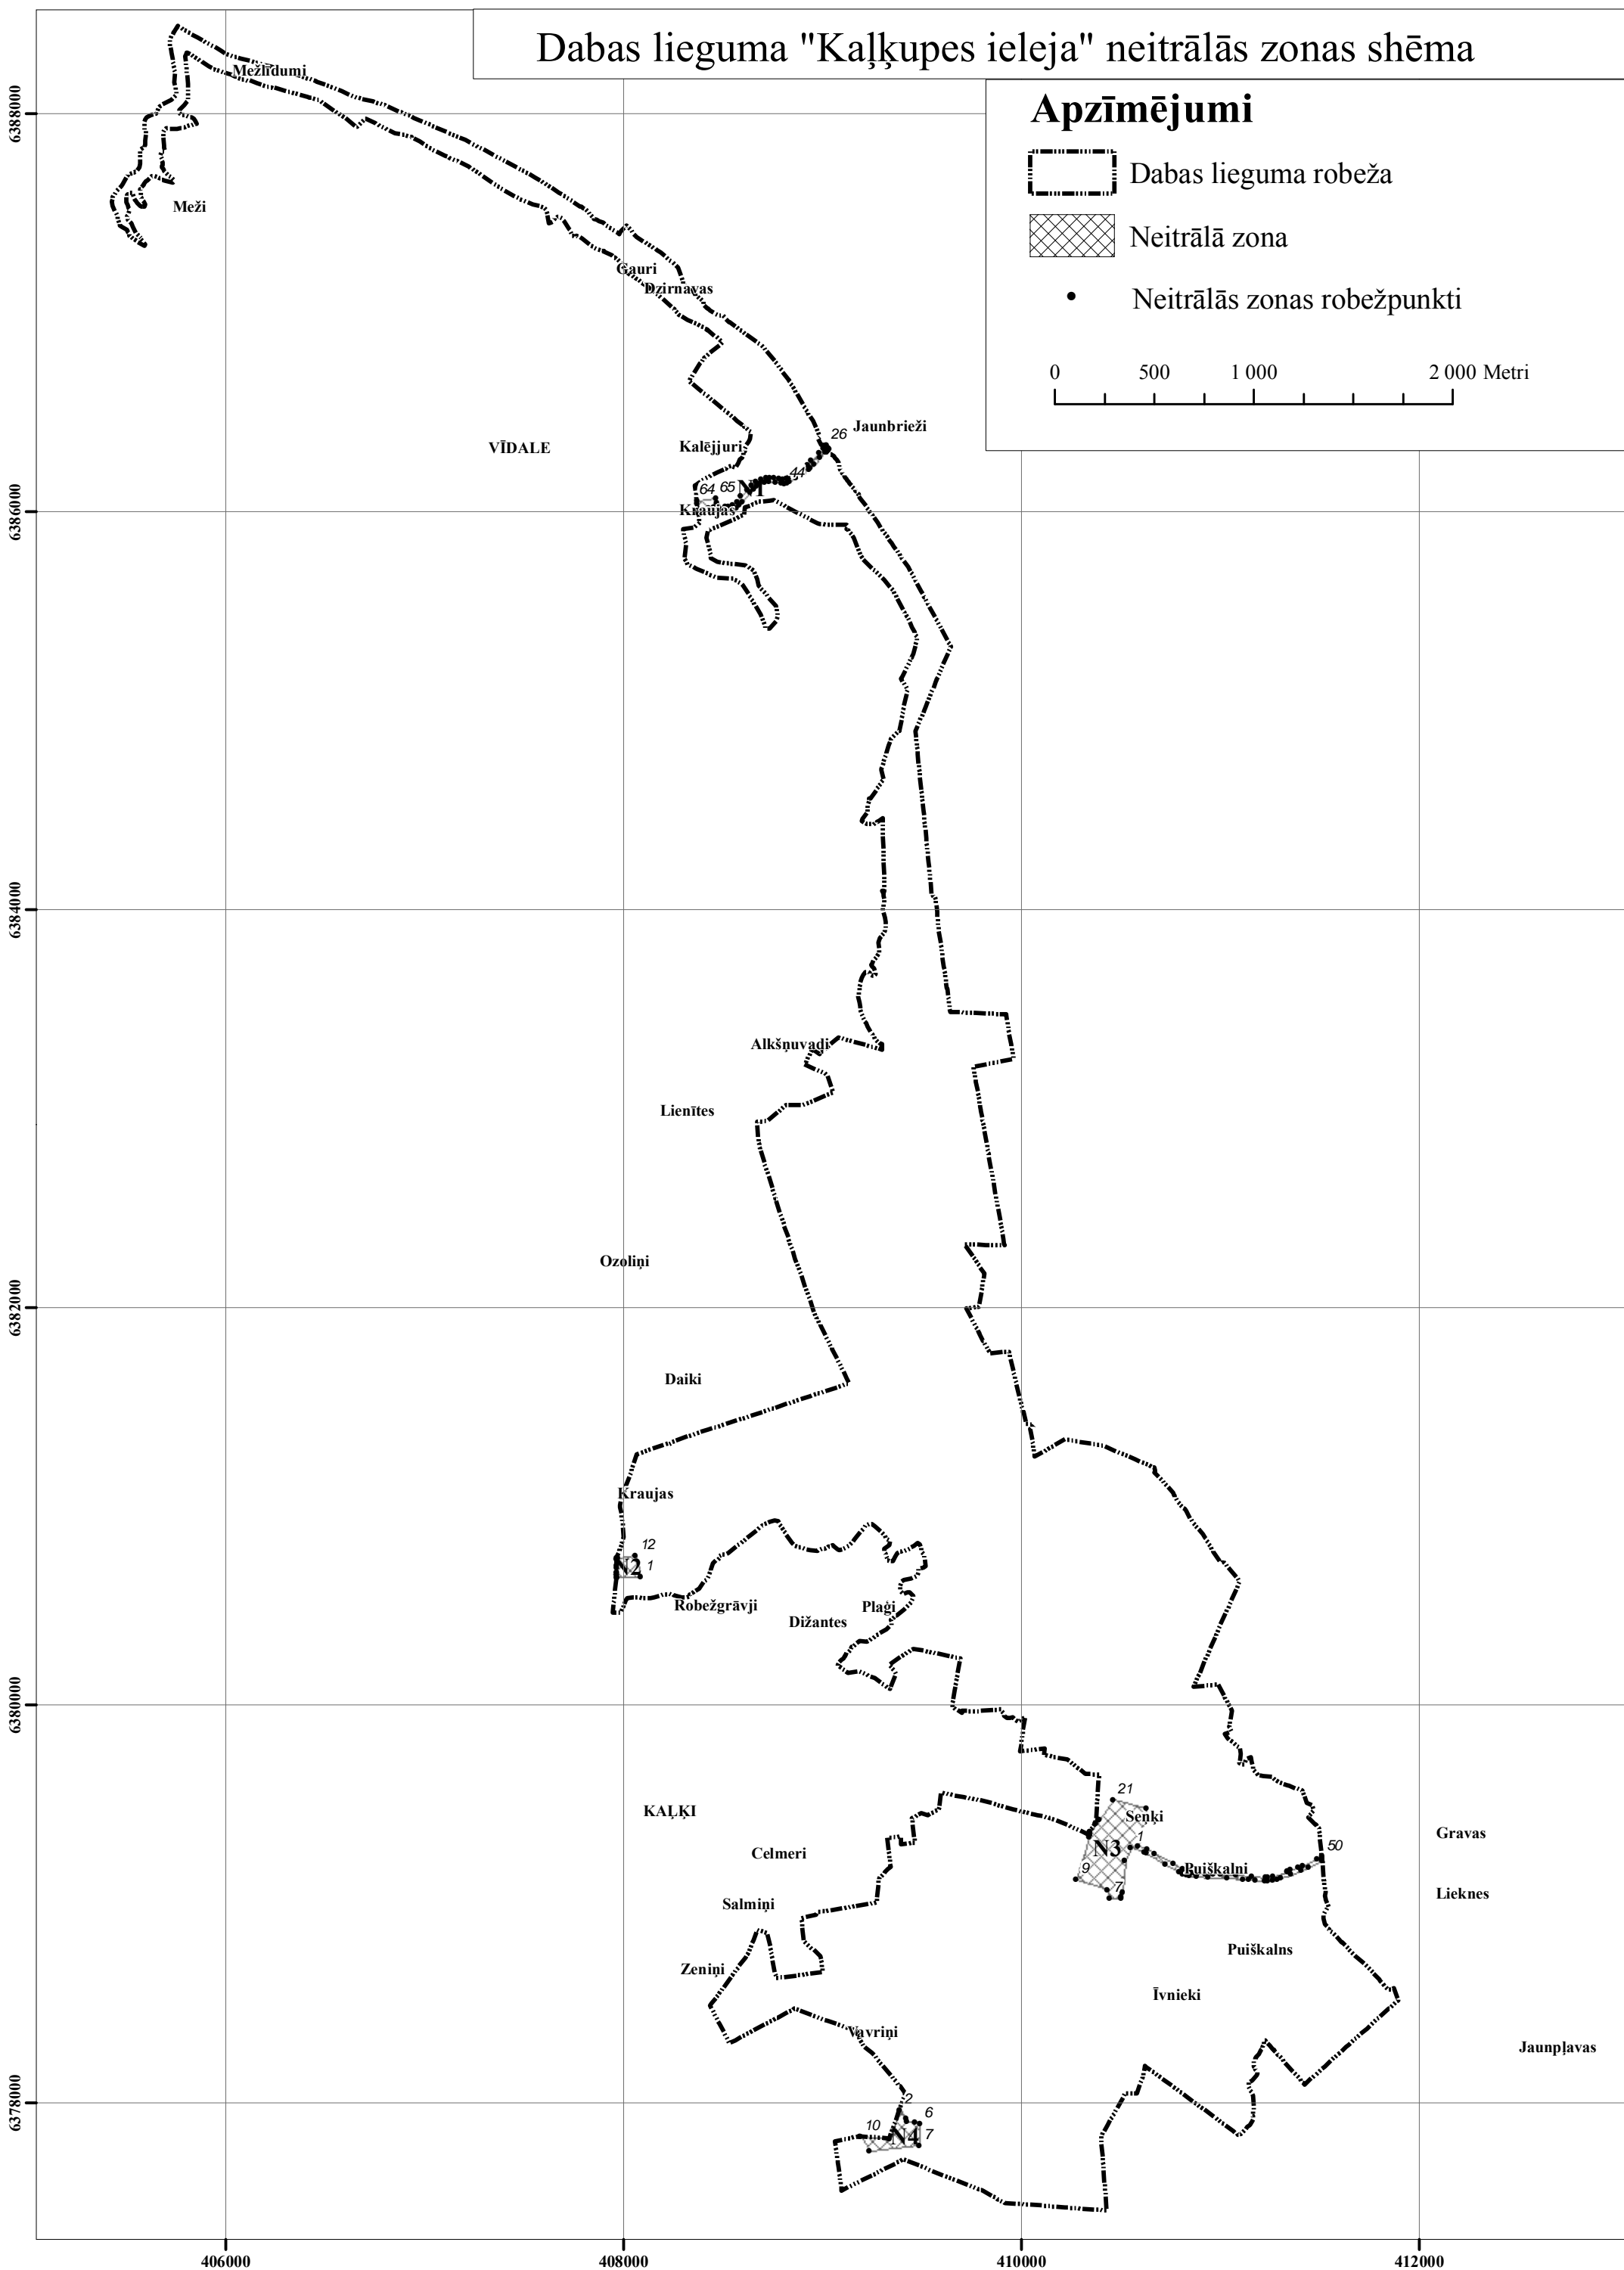 Dabas lieguma "Kaļķupes ieleja" neitrālās zonas shēma
Apzīmējumi
Dabas lieguma robeža
Neitrālā zona
Neitrālās zonas robežpunkti
0 500 1 000 2 000 Metri
6388000
6386000
6384000
6382000
6380000
6378000
406000 408000 410000 412000
Mežlīdumi
Meži
Gauri
Dzirnavas
Jaunbrieži
26
VĪDALE
Kalējjuri
44
64 65 N1
Kraujas
Alkšņuvadi
Lienītes
Ozoliņi
Daiki
Kraujas
12
N2 1
Robežgrāvji
Plaģi
Dižantes
21
KAĻĶI
Seņķi
Gravas
1
50
N3
Celmeri
Puiškalni
9
7
Lieknes
Salmiņi
Puiškalns
Zeniņi
Īvnieki
Vavriņi
Jaunpļavas
2
6
10
N4 7